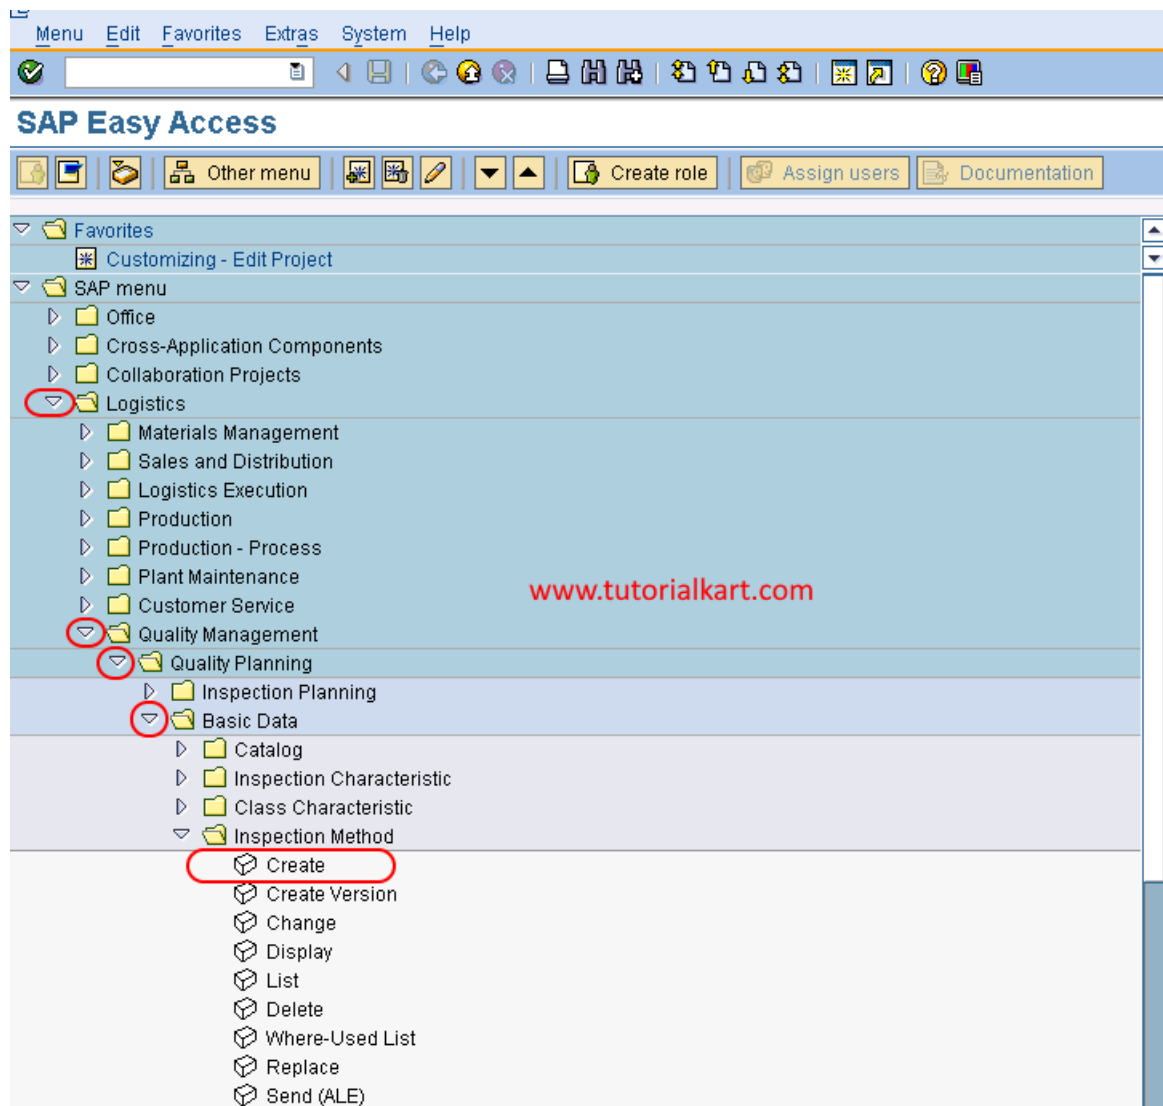 Menu Edit Favorites Extras System Help
SAP Easy Access
Other menu Create role Assign users Documentation
Favorites
Customizing - Edit Project
SAP menu
Office
Cross-Application Components
Collaboration Projects
Logistics
Materials Management
Sales and Distribution
Logistics Execution
Production
Production - Process
Plant Maintenance
www.tutorialkart.com
Customer Service
Quality Management
Quality Planning
Inspection Planning
Basic Data
Catalog
Inspection Characteristic
Class Characteristic
Inspection Method
Create
Create Version
Change
Display
List
Delete
Where-Used List
Replace
Send (ALE)